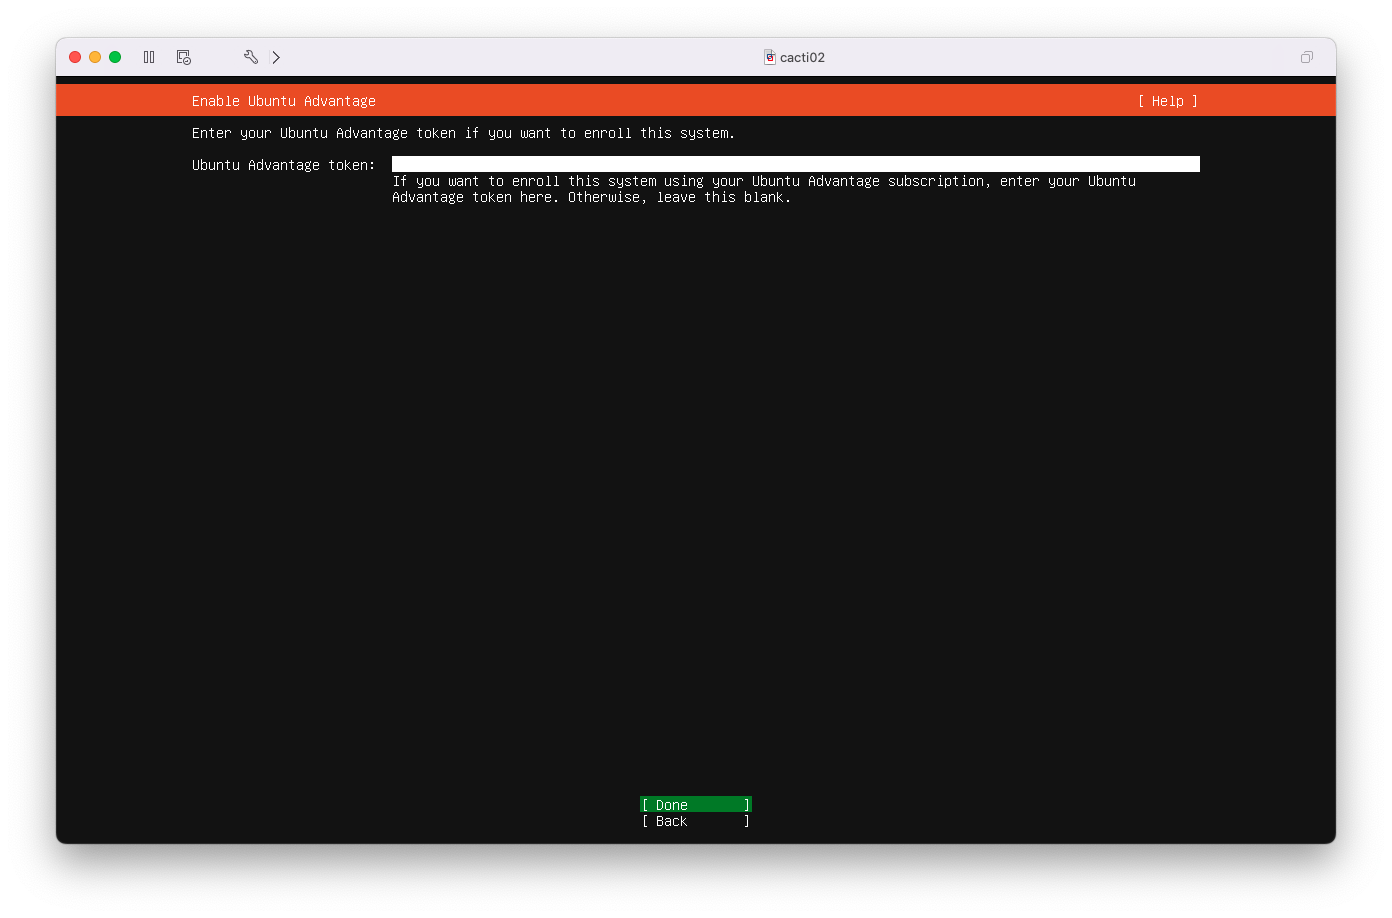 cacti02
Enable Ubuntu Advantage [ Help ]
Enter your Ubuntu Advantage token if you want to enroll this system.
Ubuntu Advantage token:
If you want to enroll this system using your Ubuntu Advantage subscription, enter your Ubuntu
Advantage token here. Otherwise, leave this blank.
[ Done ]
[ Back ]